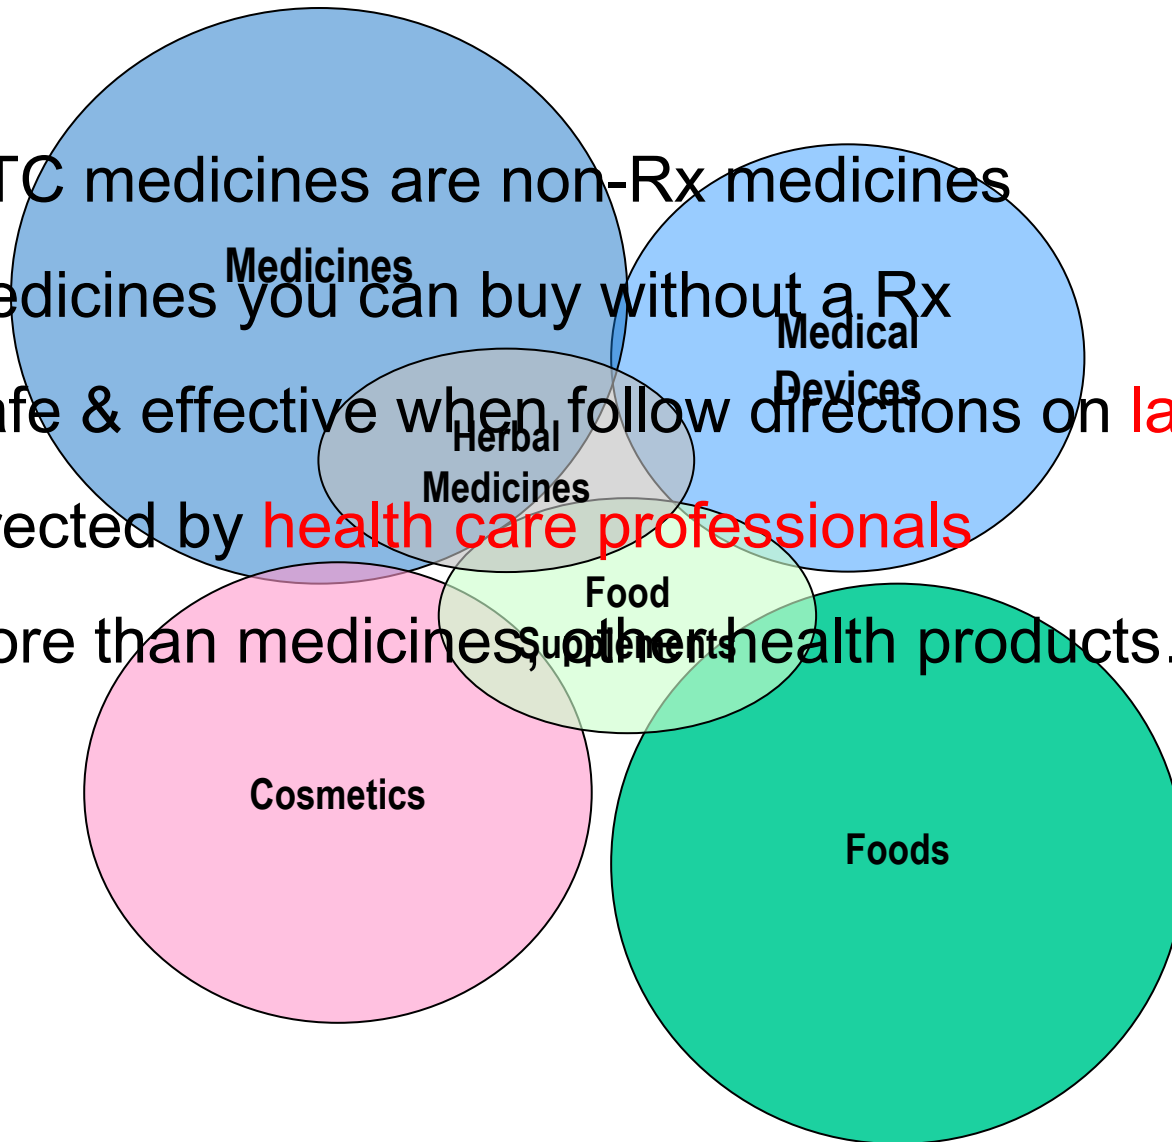 TC medicines are non-Rx medicines
Medicines
edicines you can buy without a Rx
Medical
Devices
afe & effective when follow directions on la
Herbal
Medicines
rected by health care professionals
Food
Supplements
ore than medicines, other health products.
Cosmetics
Foods